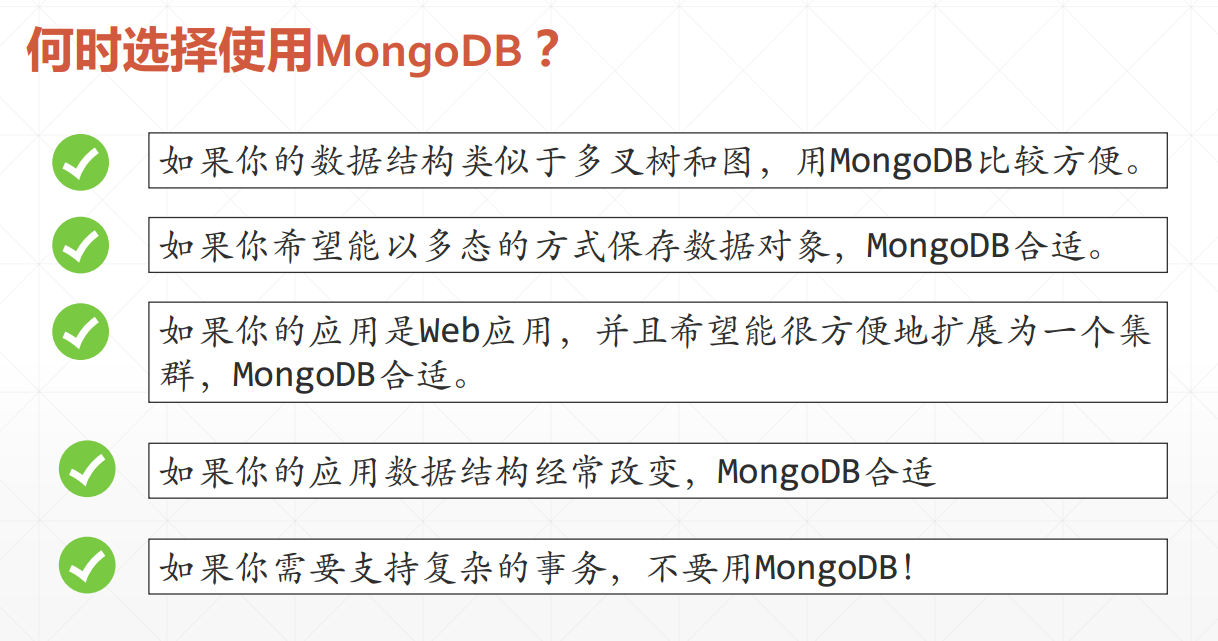 何时选择使用MongoDB？
如果你的数据结构类似于多叉树和图，用MongoDB比较方便。
如果你希望能以多态的方式保存数据对象，MongoDB合适。
如果你的应用是Web应用，并且希望能很方便地扩展为一个集
群，MongoDB合适。
如果你的应用数据结构经常改变，MongoDB合适
如果你需要支持复杂的事务，不要用MongoDB！